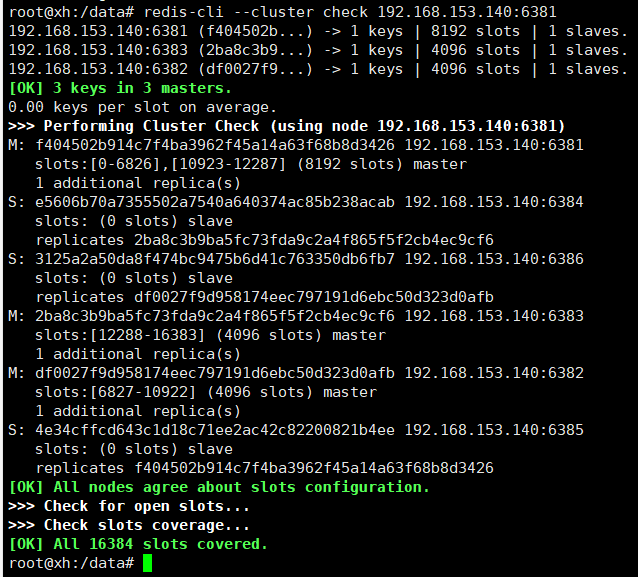 root@xh:/data# redis-cli --cluster check 192.168.153.140:6381
192.168.153.140:6381 (f404502b...) -> 1 keys | 8192 slots | 1 slaves.
192.168.153.140:6383 (2ba8c3b9...) -> 1 keys | 4096 slots | 1 slaves.
192.168.153.140:6382 (df0027f9...) -> 1 keys | 4096 slots | 1 slaves.
[OK] 3 keys in 3 masters.
0.00 keys per slot on average.
>>> Performing Cluster Check (using node 192.168.153.140:6381)
M: f404502b914c7f4ba3962f45a14a63f68b8d3426 192.168.153.140:6381
   slots:[0-6826],[10923-12287] (8192 slots) master
   1 additional replica(s)
S: e5606b70a7355502a7540a640374ac85b238acab 192.168.153.140:6384
   slots: (0 slots) slave
   replicates 2ba8c3b9ba5fc73fda9c2a4f865f5f2cb4ec9cf6
S: 3125a2a50da8f474bc9475b6d41c763350db6fb7 192.168.153.140:6386
   slots: (0 slots) slave
   replicates df0027f9d958174eec797191d6ebc50d323d0afb
M: 2ba8c3b9ba5fc73fda9c2a4f865f5f2cb4ec9cf6 192.168.153.140:6383
   slots:[12288-16383] (4096 slots) master
   1 additional replica(s)
M: df0027f9d958174eec797191d6ebc50d323d0afb 192.168.153.140:6382
   slots:[6827-10922] (4096 slots) master
   1 additional replica(s)
S: 4e34cffcd643c1d18c71ee2ac42c82200821b4ee 192.168.153.140:6385
   slots: (0 slots) slave
   replicates f404502b914c7f4ba3962f45a14a63f68b8d3426
[OK] All nodes agree about slots configuration.
>>> Check for open slots...
>>> Check slots coverage...
[OK] All 16384 slots covered.
root@xh:/data#